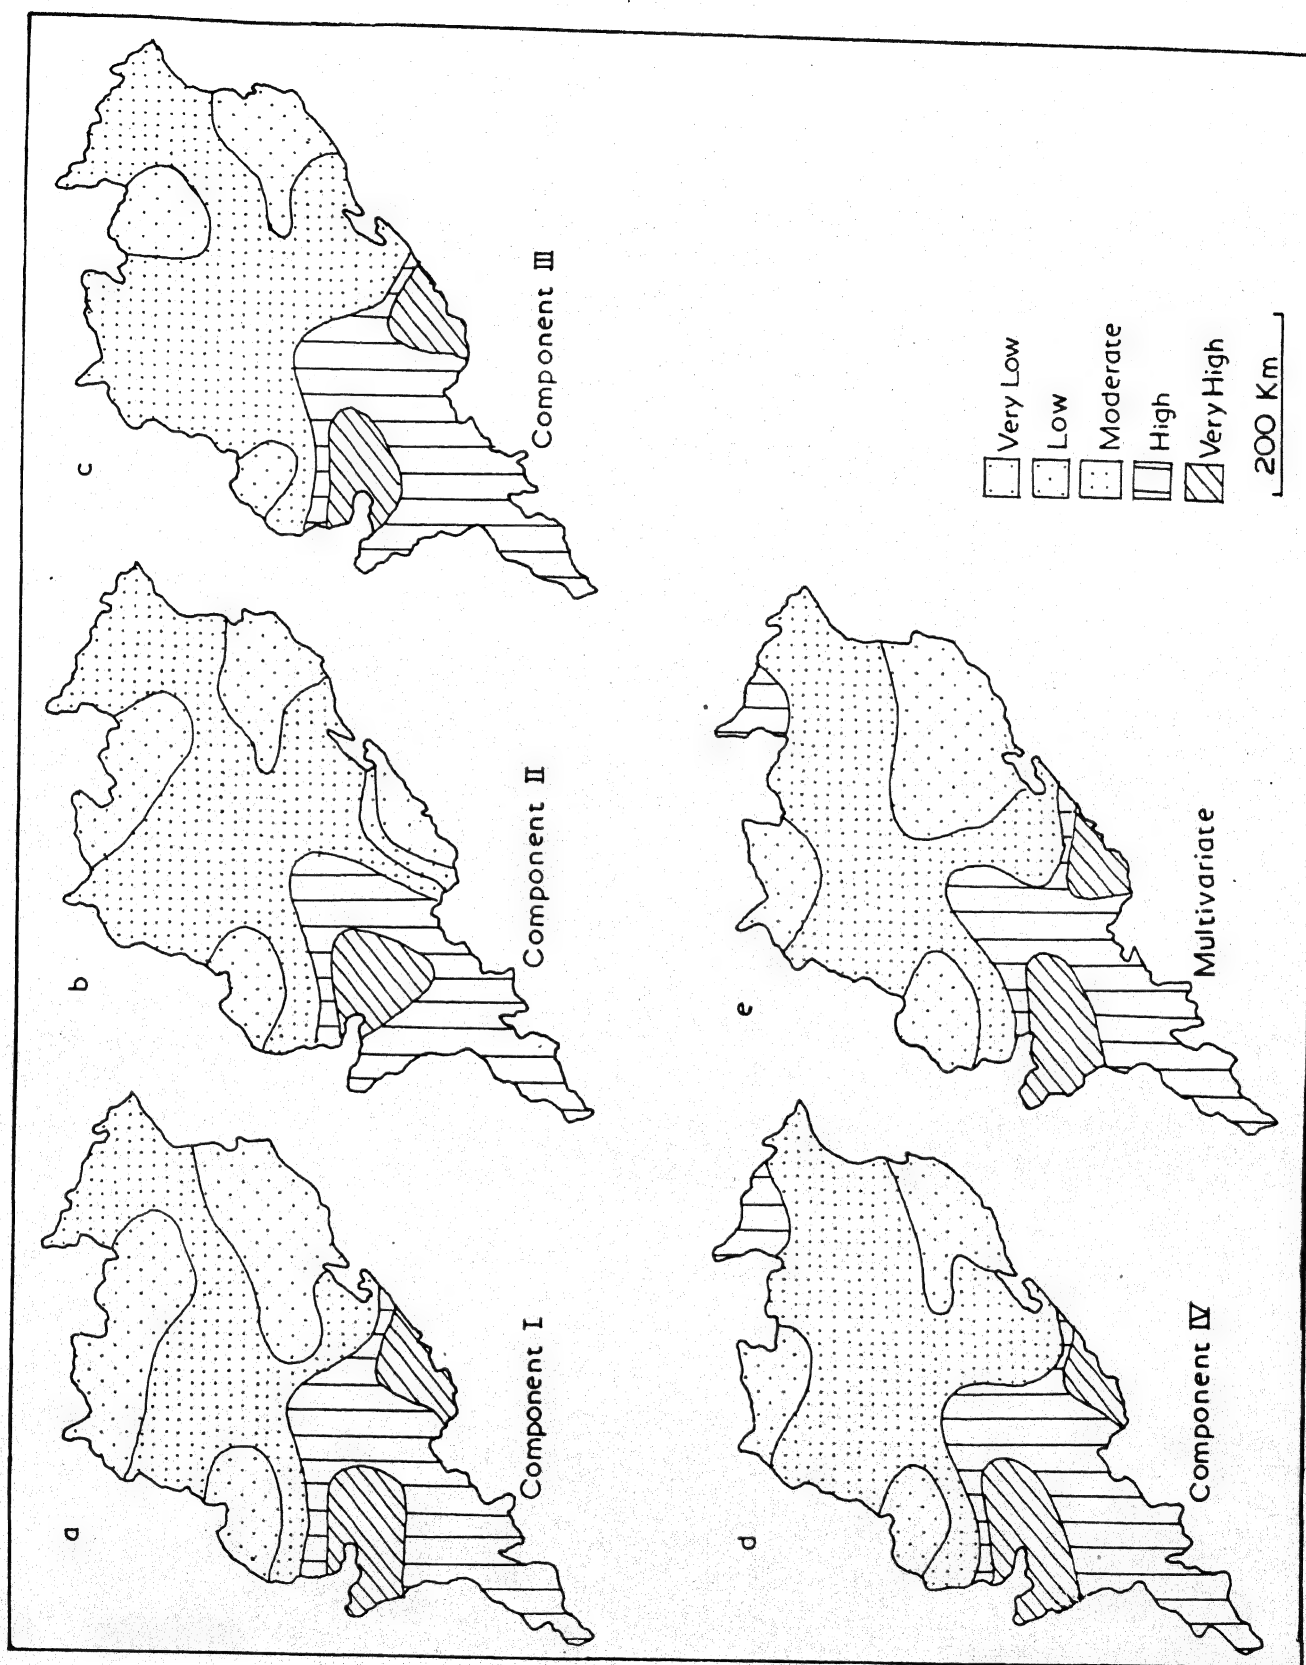 a
Component I
b
Component II
c
Component III
d
Component IV
e
Multivariate
Very Low
Low
Moderate
High
Very High
200 Km